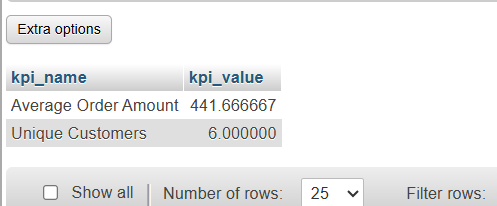 Extra options
kpi_name kpi_value
Average Order Amount 441.666667
Unique Customers 6.000000
Show all Number of rows: 25 Filter rows: